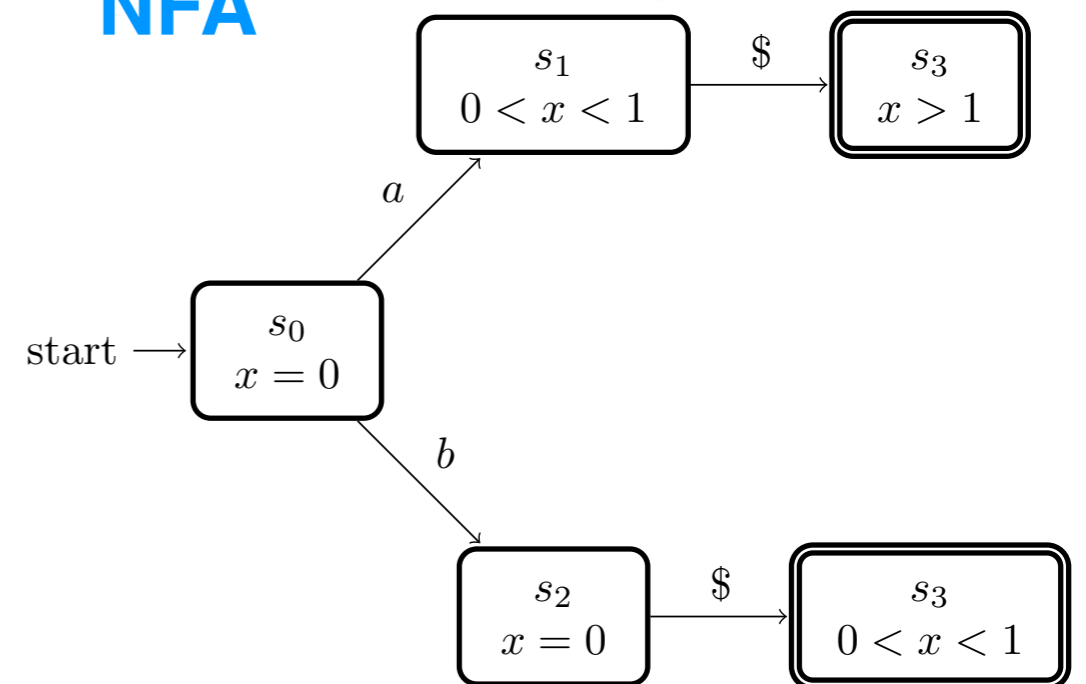 NFA
s₁
0 < x < 1
$
s₃
x > 1
a
start
s₀
x = 0
b
s₂
x = 0
$
s₃
0 < x < 1